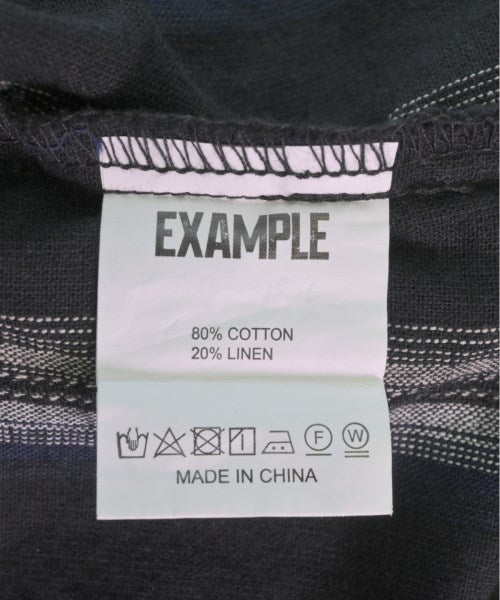 EXAMPLE
80% COTTON
20% LINEN
F W
MADE IN CHINA